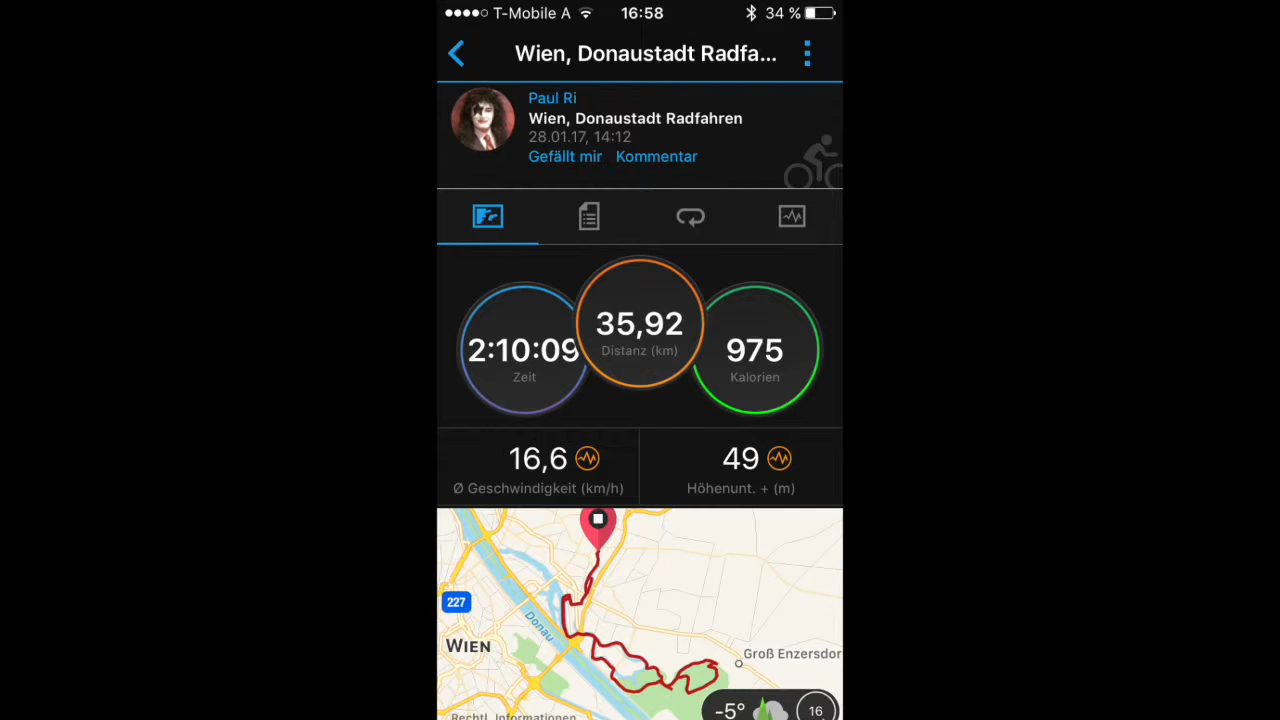 T-Mobile A 16:58 34 %
Wien, Donaustadt Radfa...
Paul Ri
Wien, Donaustadt Radfahren
28.01.17, 14:12
Gefällt mir Kommentar
2:10:09
Zeit
35,92
Distanz (km)
975
Kalorien
16,6
Ø Geschwindigkeit (km/h)
49
Höhenunt. + (m)
227
Donau
WIEN
Groß Enzersdor
-5°
16
Rechtl. Informationen